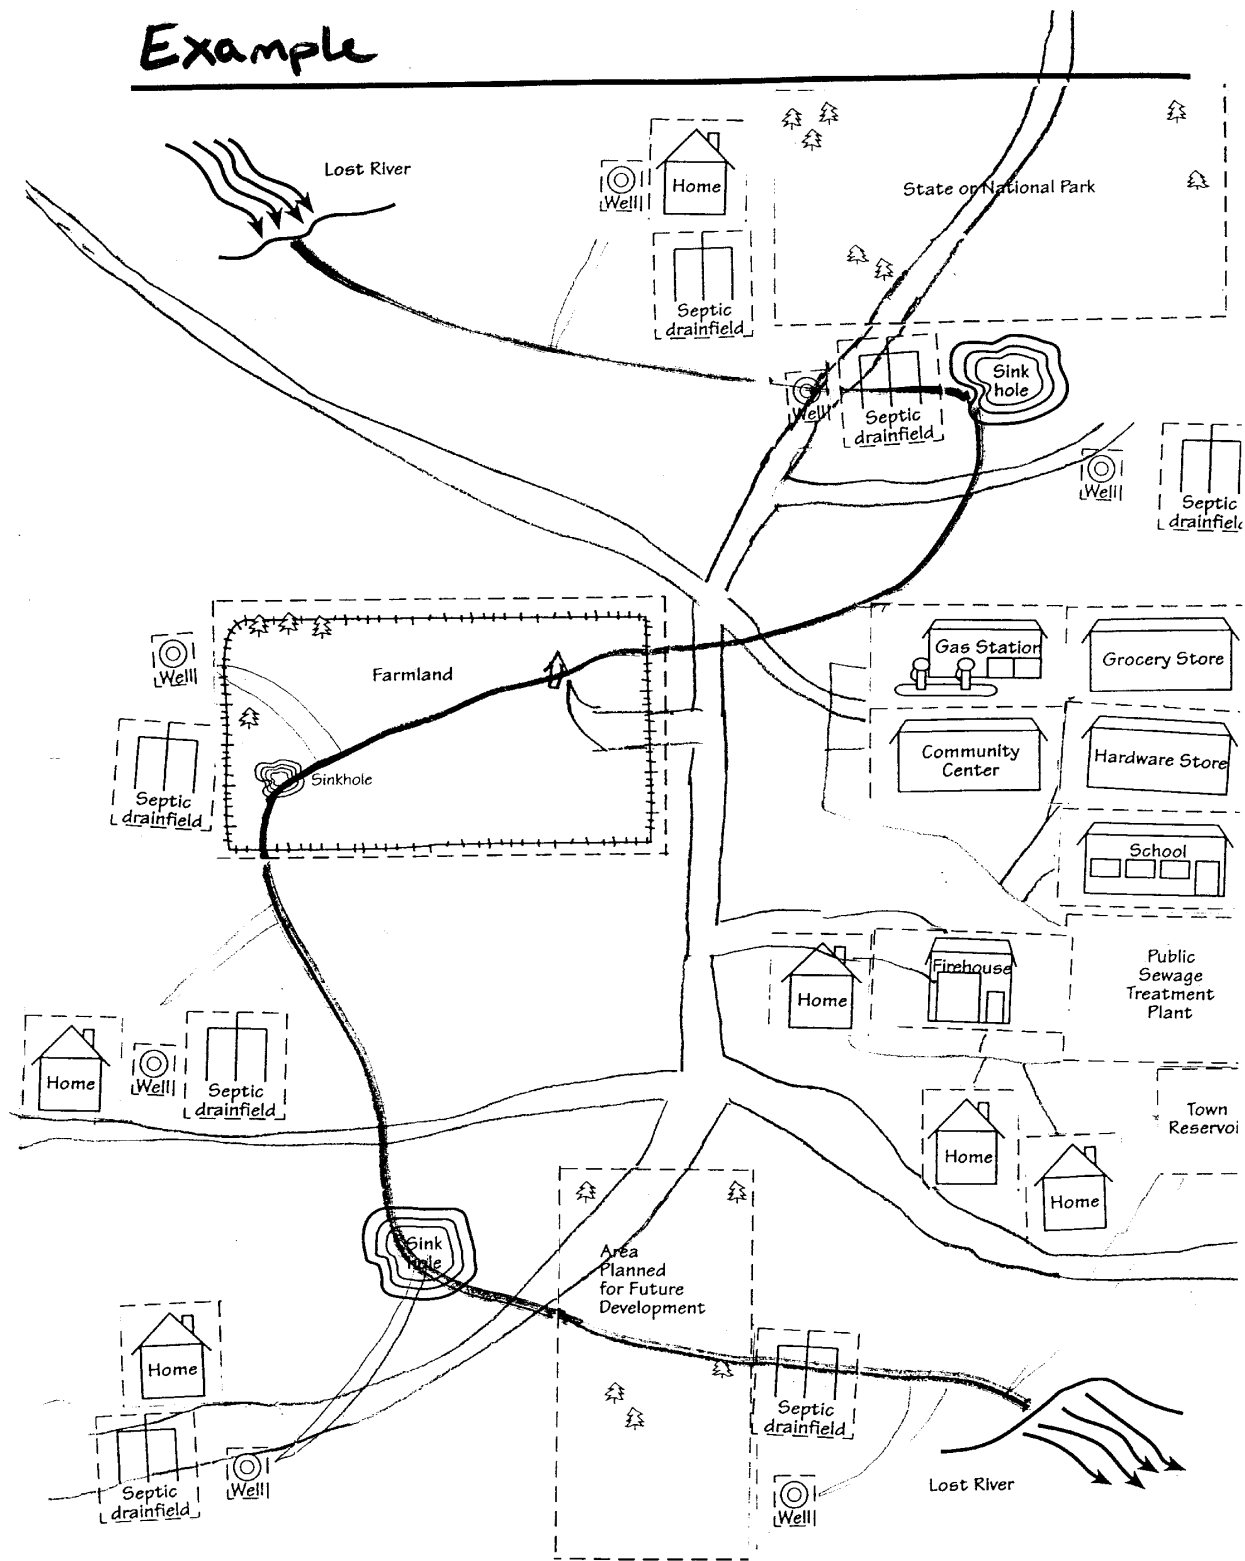 Example
Lost River
Home
Well
State or National Park
Septic
drainfield
Sink
hole
Well
Septic
drainfield
Well
Septic
Gas Station
Grocery Store
Farmland
Well
Community
Center
Hardware Store
Sinkhole
Septic
drainfield
School
Public
Sewage
Treatment
Plant
Firehouse
Home
Home
Well
Septic
drainfield
Town
Home
Home
Sink
hole
Area
Planned
for Future
Development
Home
Septic
drainfield
Well
Septic
drainfield
Well
Lost River